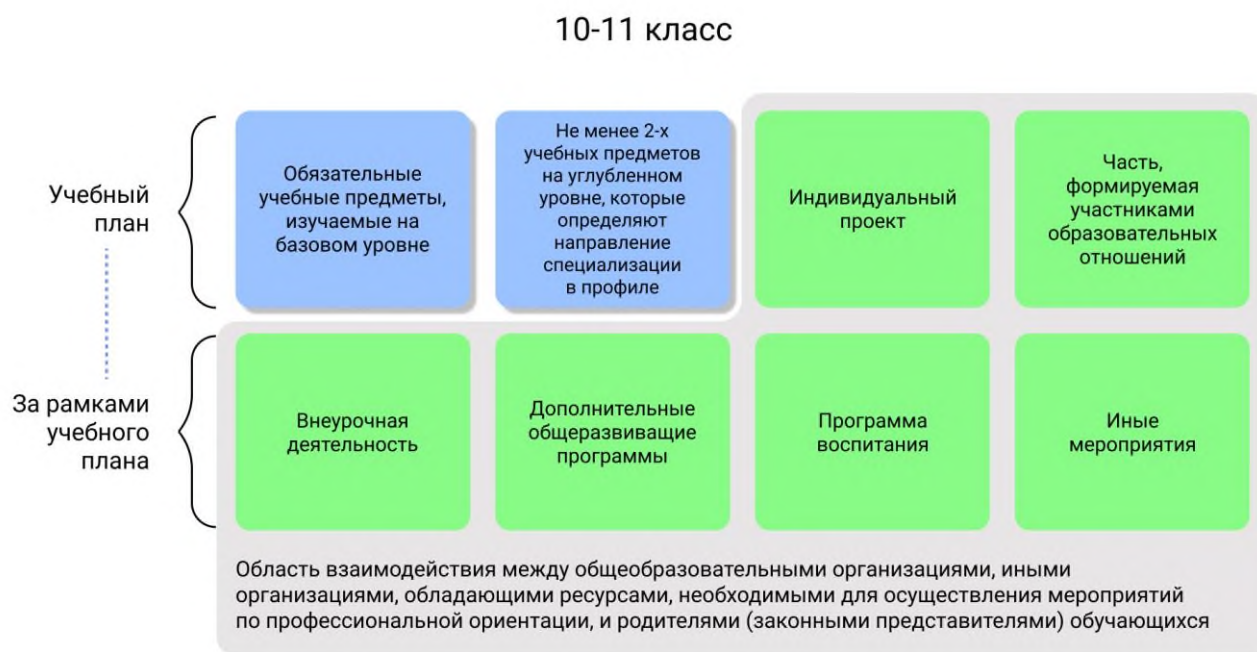 10-11 класс
Учебный
план
Обязательные
учебные предметы,
изучаемые на
базовом уровне
Не менее 2-х
учебных предметов
на углубленном
уровне, которые
определяют
направление
специализации
в профиле
Индивидуальный
проект
Часть,
формируемая
участниками
образовательных
отношений
За рамками
учебного
плана
Внеурочная
деятельность
Дополнительные
общеразвиващие
программы
Программа
воспитания
Иные
мероприятия
Область взаимодействия между общеобразовательными организациями, иными
организациями, обладающими ресурсами, необходимыми для осуществления мероприятий
по профессиональной ориентации, и родителями (законными представителями) обучающихся